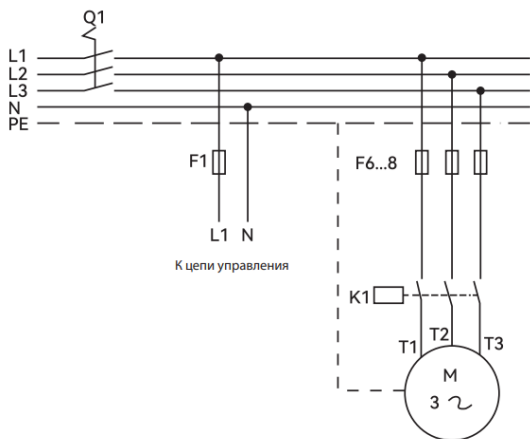 Q1
L1
L2
L3
N
PE
F1
F6...8
L1 N
К цепи управления
K1
T1 T2 T3
M
3